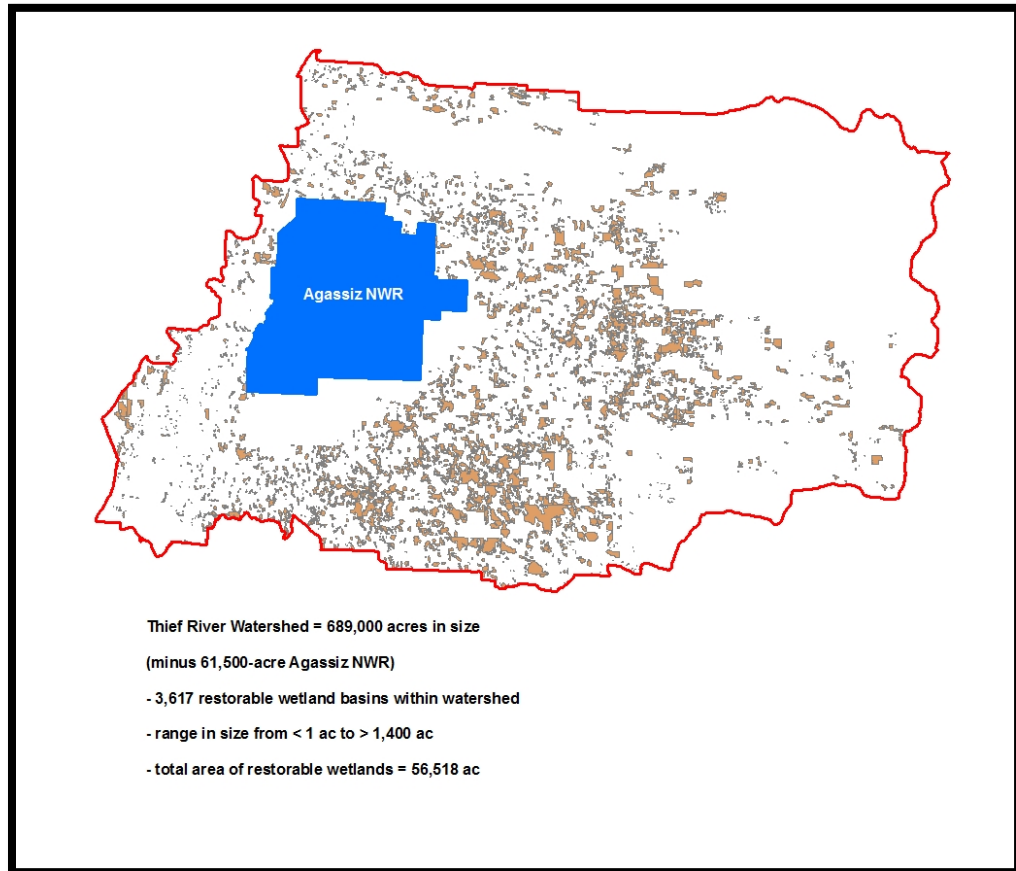 Agassiz NWR
Thief River Watershed = 689,000 acres in size
(minus 61,500-acre Agassiz NWR)
- 3,617 restorable wetland basins within watershed
- range in size from < 1 ac to > 1,400 ac
- total area of restorable wetlands = 56,518 ac